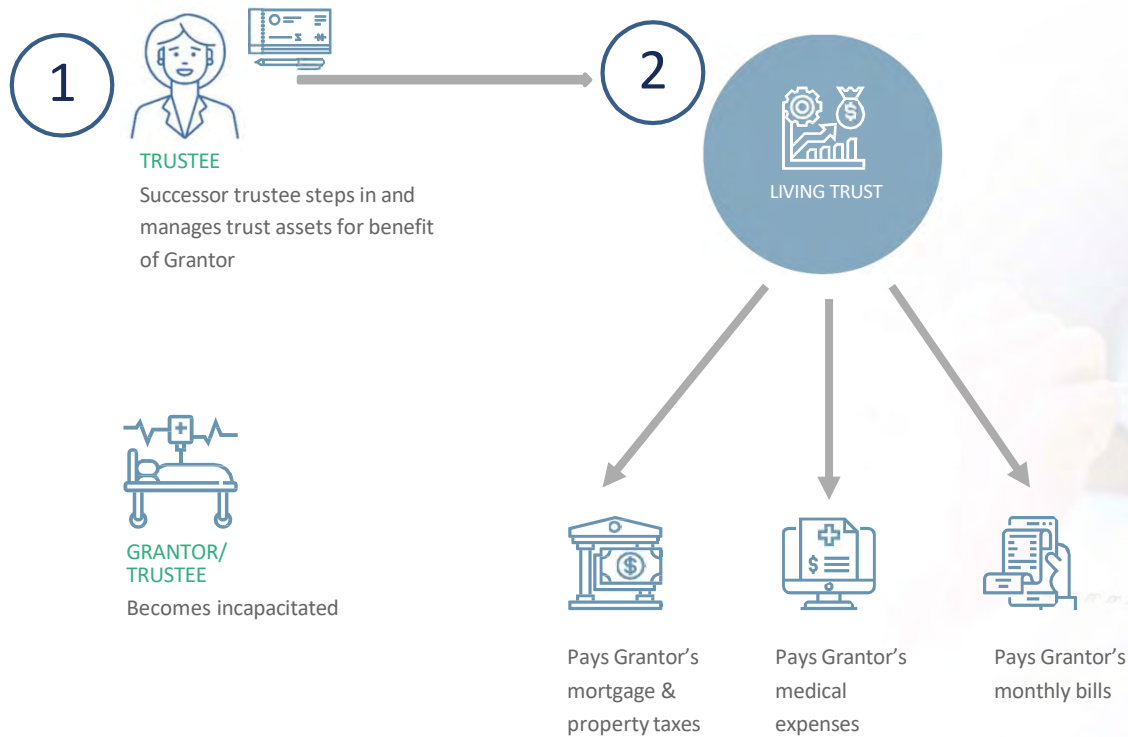 1
TRUSTEE
Successor trustee steps in and
manages trust assets for benefit
of Grantor
2
LIVING TRUST
GRANTOR/
TRUSTEE
Becomes incapacitated
Pays Grantor’s
mortgage &
property taxes
Pays Grantor’s
medical
expenses
Pays Grantor’s
monthly bills